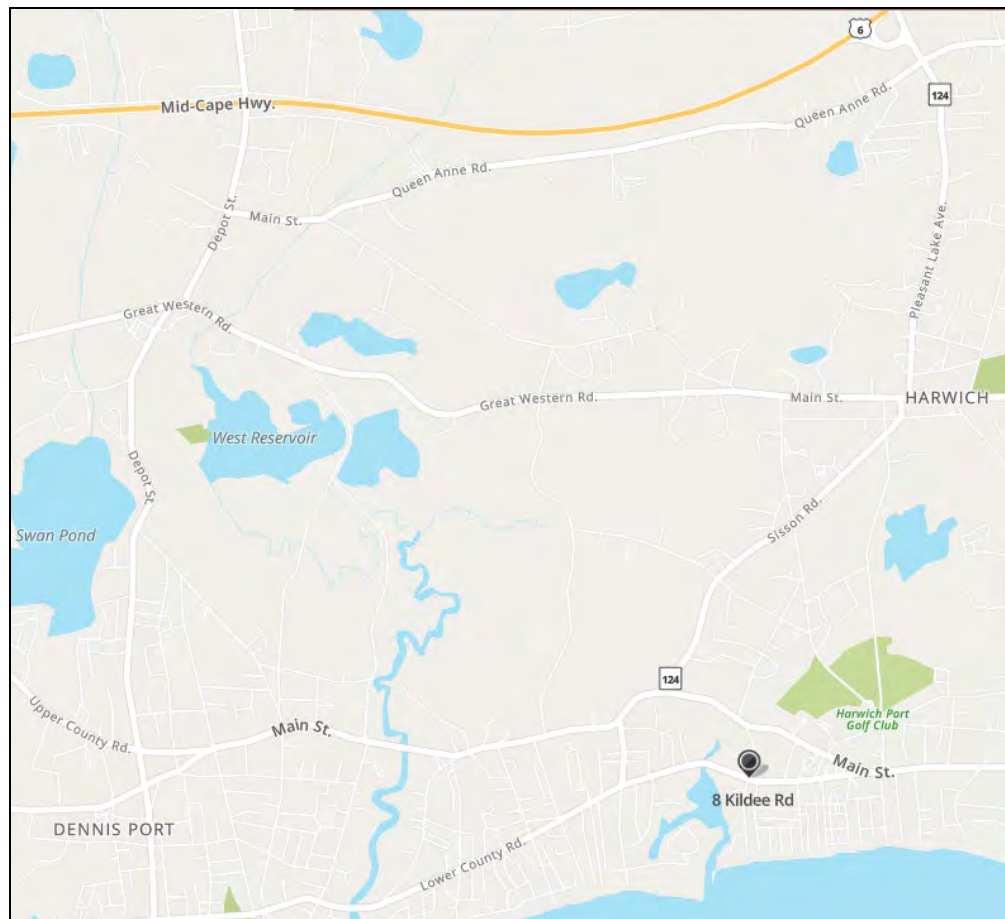 6
Mid-Cape Hwy.
124
Queen Anne Rd.
Queen Anne Rd.
Main St.
Depot St.
Pleasant Lake Ave.
Great Western Rd.
Great Western Rd.
Main St.
HARWICH
West Reservoir
Depot St.
Swan Pond
Sisson Rd.
124
Upper County Rd.
Main St.
Harwich Port
Golf Club
Main St.
8 Kildee Rd
DENNIS PORT
Lower County Rd.